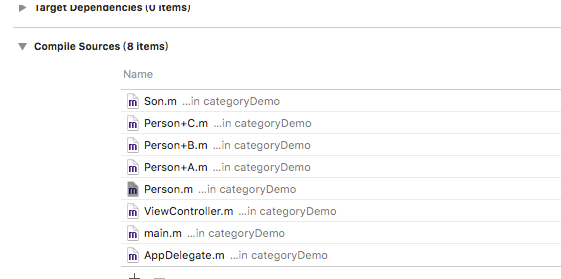 Target Dependencies (0 items)
Compile Sources (8 items)
Name
Son.m ...in categoryDemo
Person+C.m ...in categoryDemo
Person+B.m ...in categoryDemo
Person+A.m ...in categoryDemo
Person.m ...in categoryDemo
ViewController.m ...in categoryDemo
main.m ...in categoryDemo
AppDelegate.m ...in categoryDemo